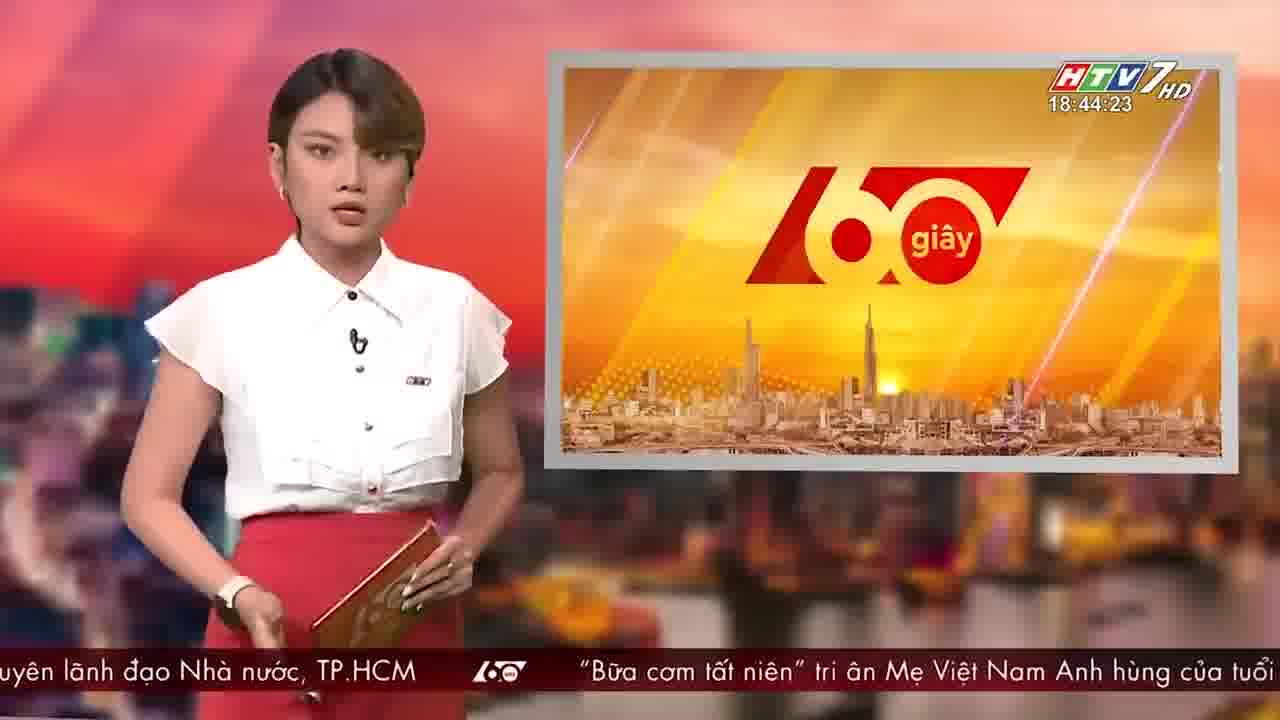 HTV7 HD
18:44:23
60 giây
uyên lãnh đạo Nhà nước, TP.HCM
60
“Bữa cơm tất niên” tri ân Mẹ Việt Nam Anh hùng của tuổi